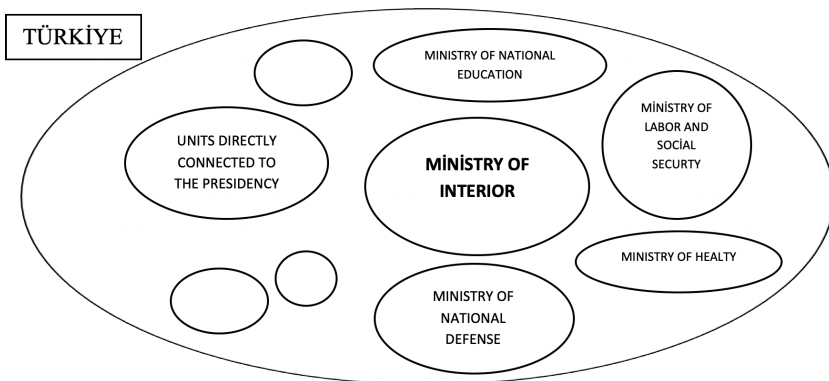 TÜRKİYE
MINISTRY OF NATIONAL
EDUCATION
UNITS DIRECTLY
CONNECTED TO
THE PRESIDENCY
MİNİSTRY OF
INTERIOR
MİNİSTRY OF
LABOR AND
SOCİAL
SECURTY
MINISTRY OF HEALTY
MINISTRY OF
NATIONAL
DEFENSE